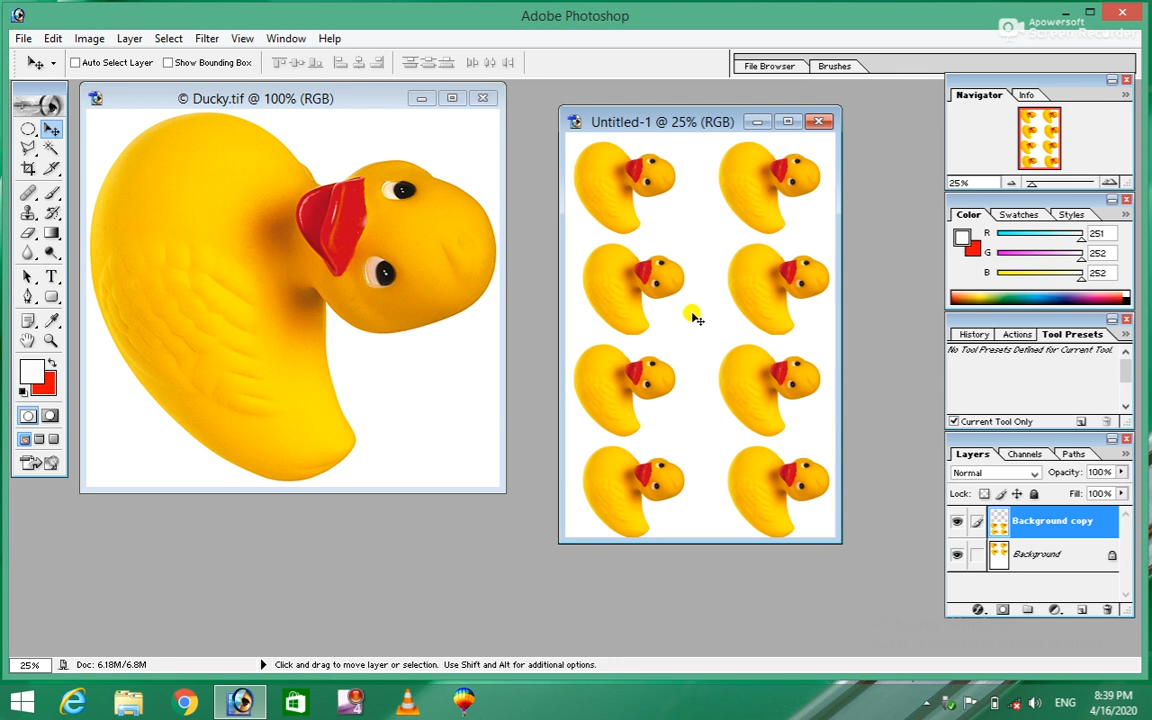 Adobe Photoshop
Apowersoft
Screen Recorder
File Edit Image Layer Select Filter View Window Help
Auto Select Layer Show Bounding Box
File Browser Brushes
© Ducky.tif @ 100% (RGB)
Untitled-1 @ 25% (RGB)
Navigator Info
25%
Color Swatches Styles
R 251
G 252
B 252
History Actions Tool Presets
No Tool Presets Defined for Current Tool.
Current Tool Only
Layers Channels Paths
Normal Opacity: 100%
Lock: Fill: 100%
Background copy
Background
25% Doc: 6.18M/6.8M Click and drag to move layer or selection. Use Shift and Alt for additional options.
4
ENG
8:39 PM
4/16/2020